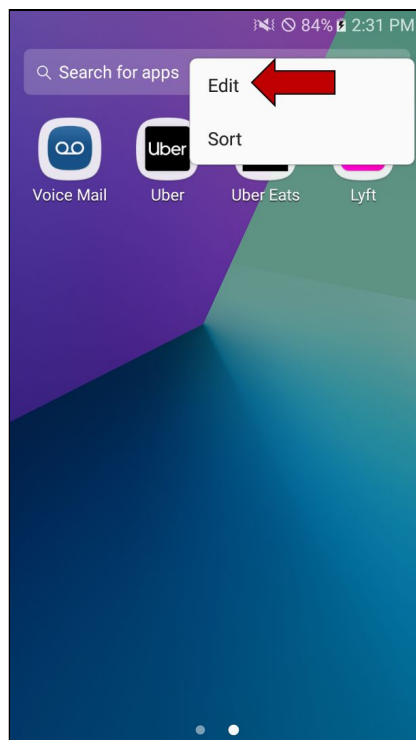 84% 2:31 PM
Search for apps
Edit
Sort
Uber
Voice Mail Uber Uber Eats Lyft